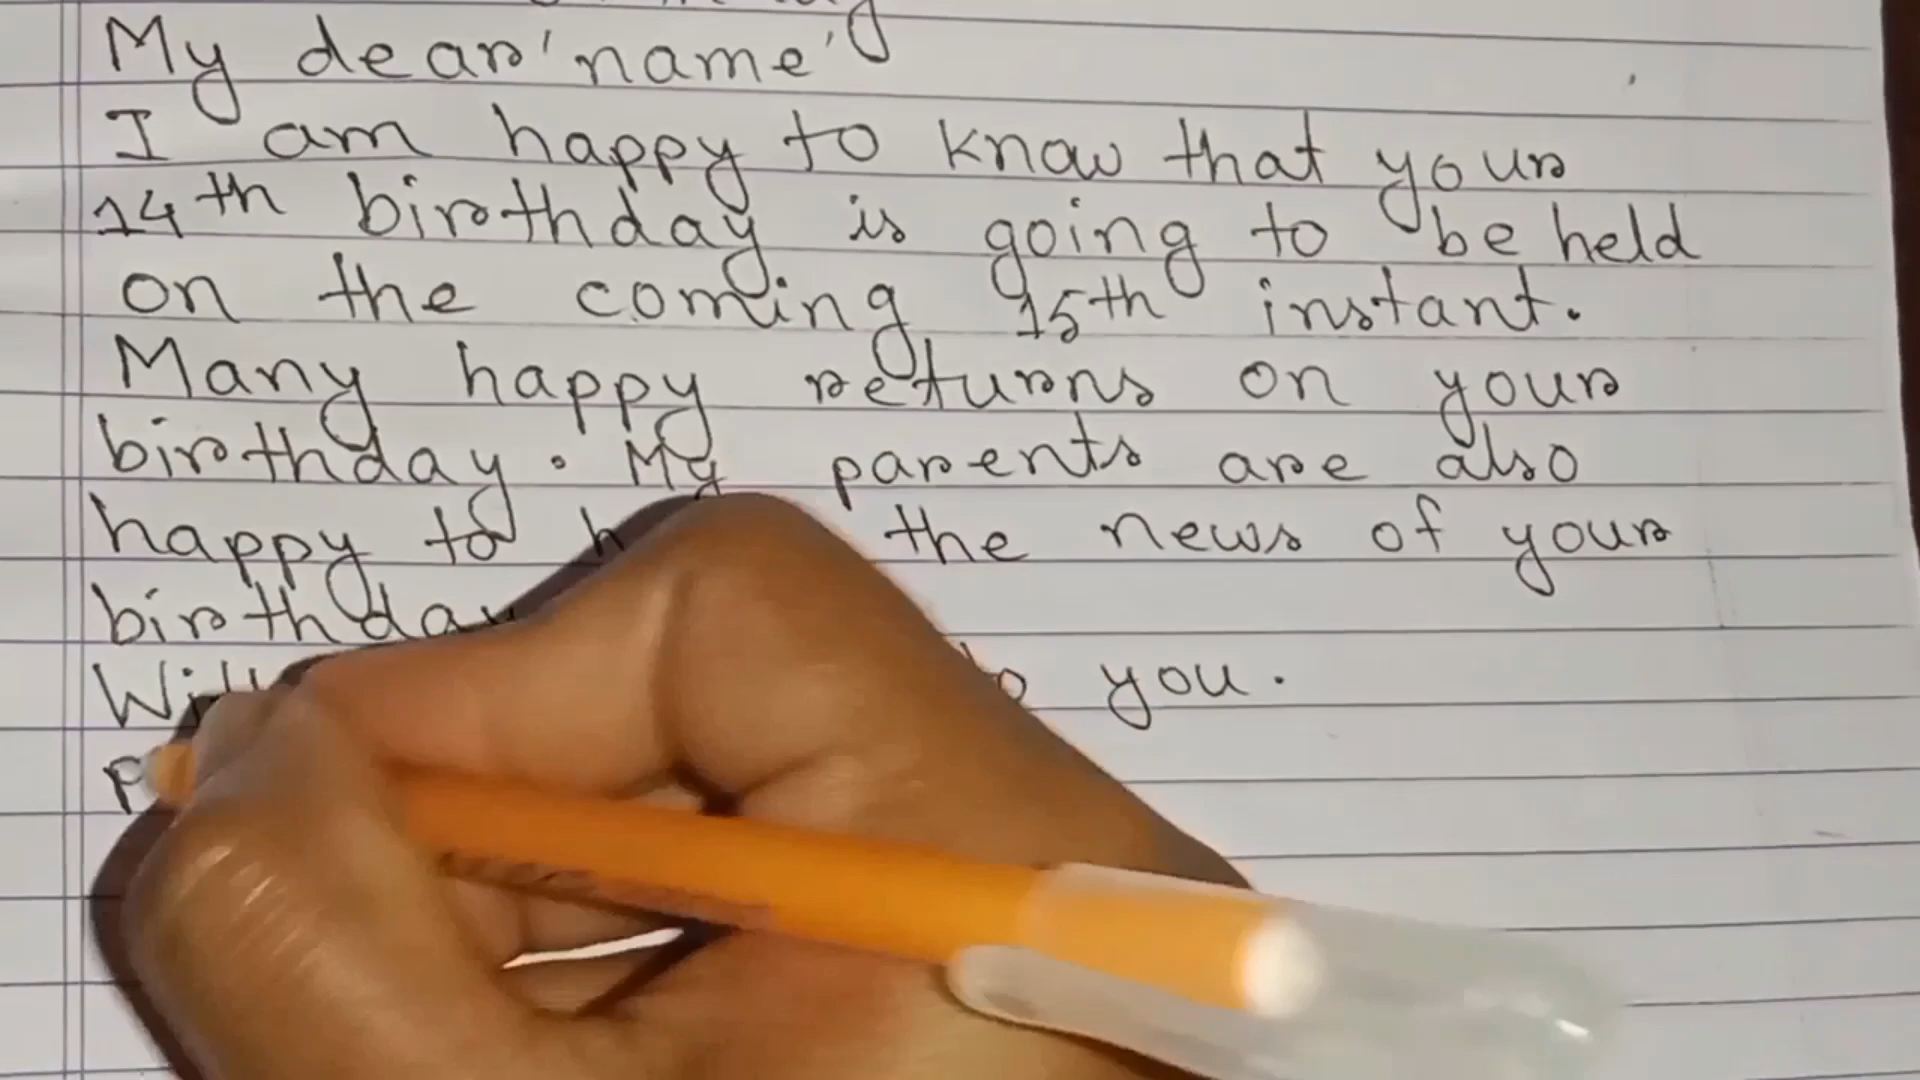 My dear 'name'
I am happy to know that your
14th birthday is going to be held
on the coming 15th instant.
Many happy returns on your
birthday. My parents are also
happy to the news of your
birthday
you.